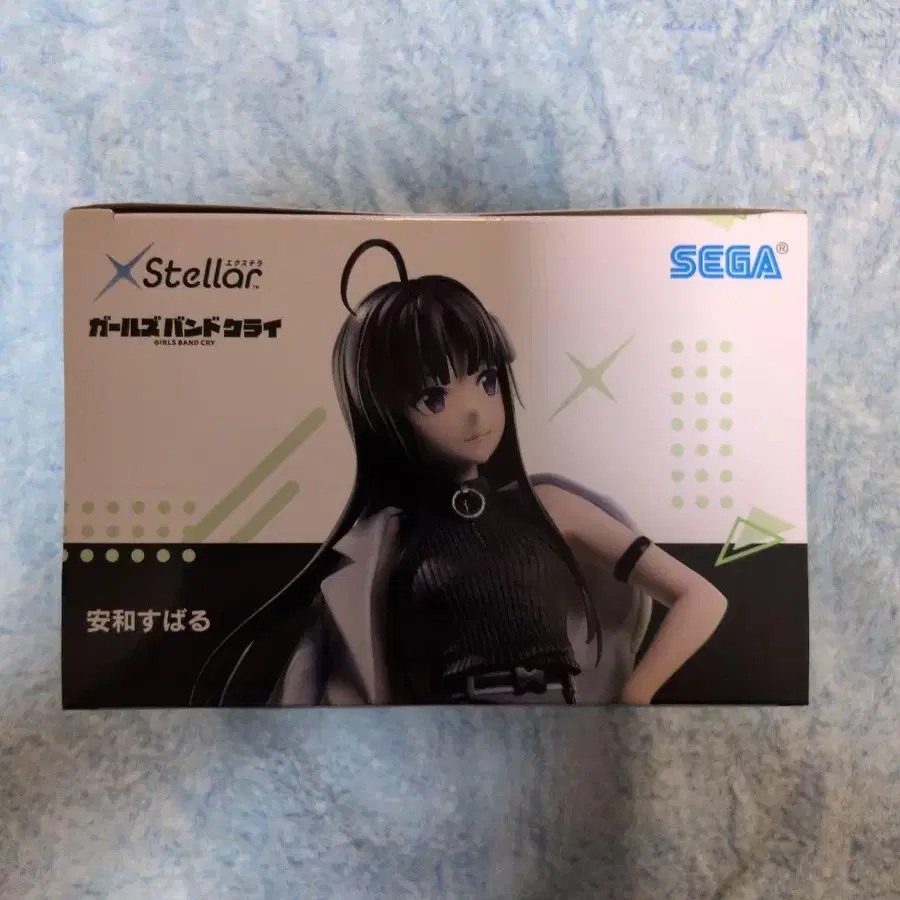 エクステラ
XStellar™
SEGA®
ガールズバンドクライ
GIRLS BAND CRY
安和すばる